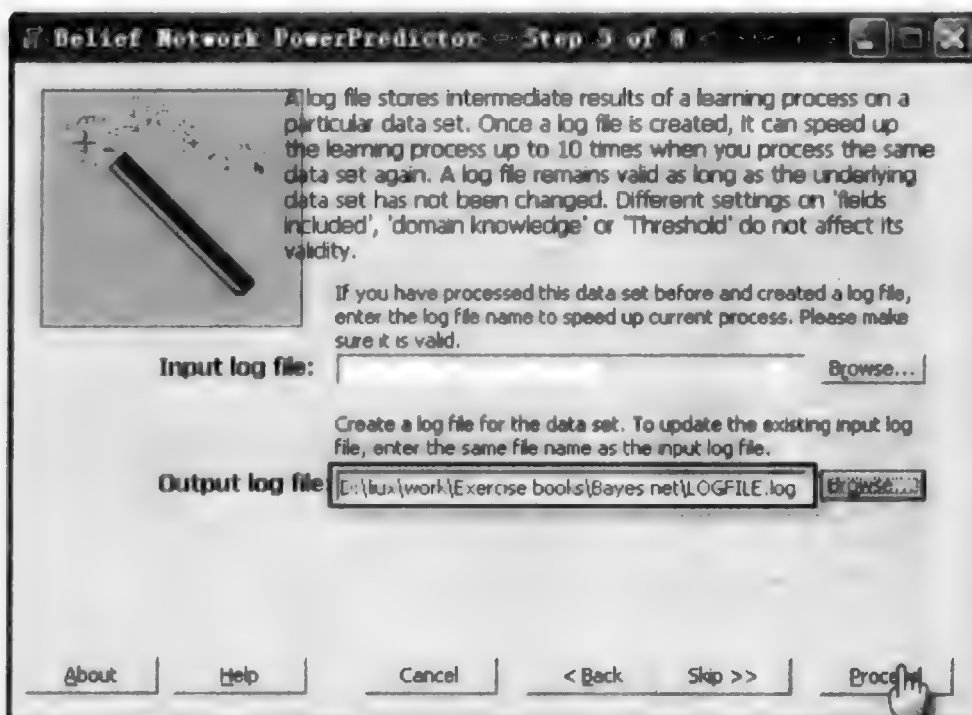 Belief Network PowerPredictor - Step 5 of 8
A log file stores intermediate results of a learning process on a
particular data set. Once a log file is created, it can speed up
the learning process up to 10 times when you process the same
data set again. A log file remains valid as long as the underlying
data set has not been changed. Different settings on 'fields
included', 'domain knowledge' or 'Threshold' do not affect its
validity.
If you have processed this data set before and created a log file,
enter the log file name to speed up current process. Please make
sure it is valid.
Input log file:
Browse...
Create a log file for the data set. To update the existing input log
file, enter the same file name as the input log file.
Output log file
\work\Exercise books\Bayes net\LOGFILE.log
Browse...
About
Help
Cancel
< Back
Skip >>